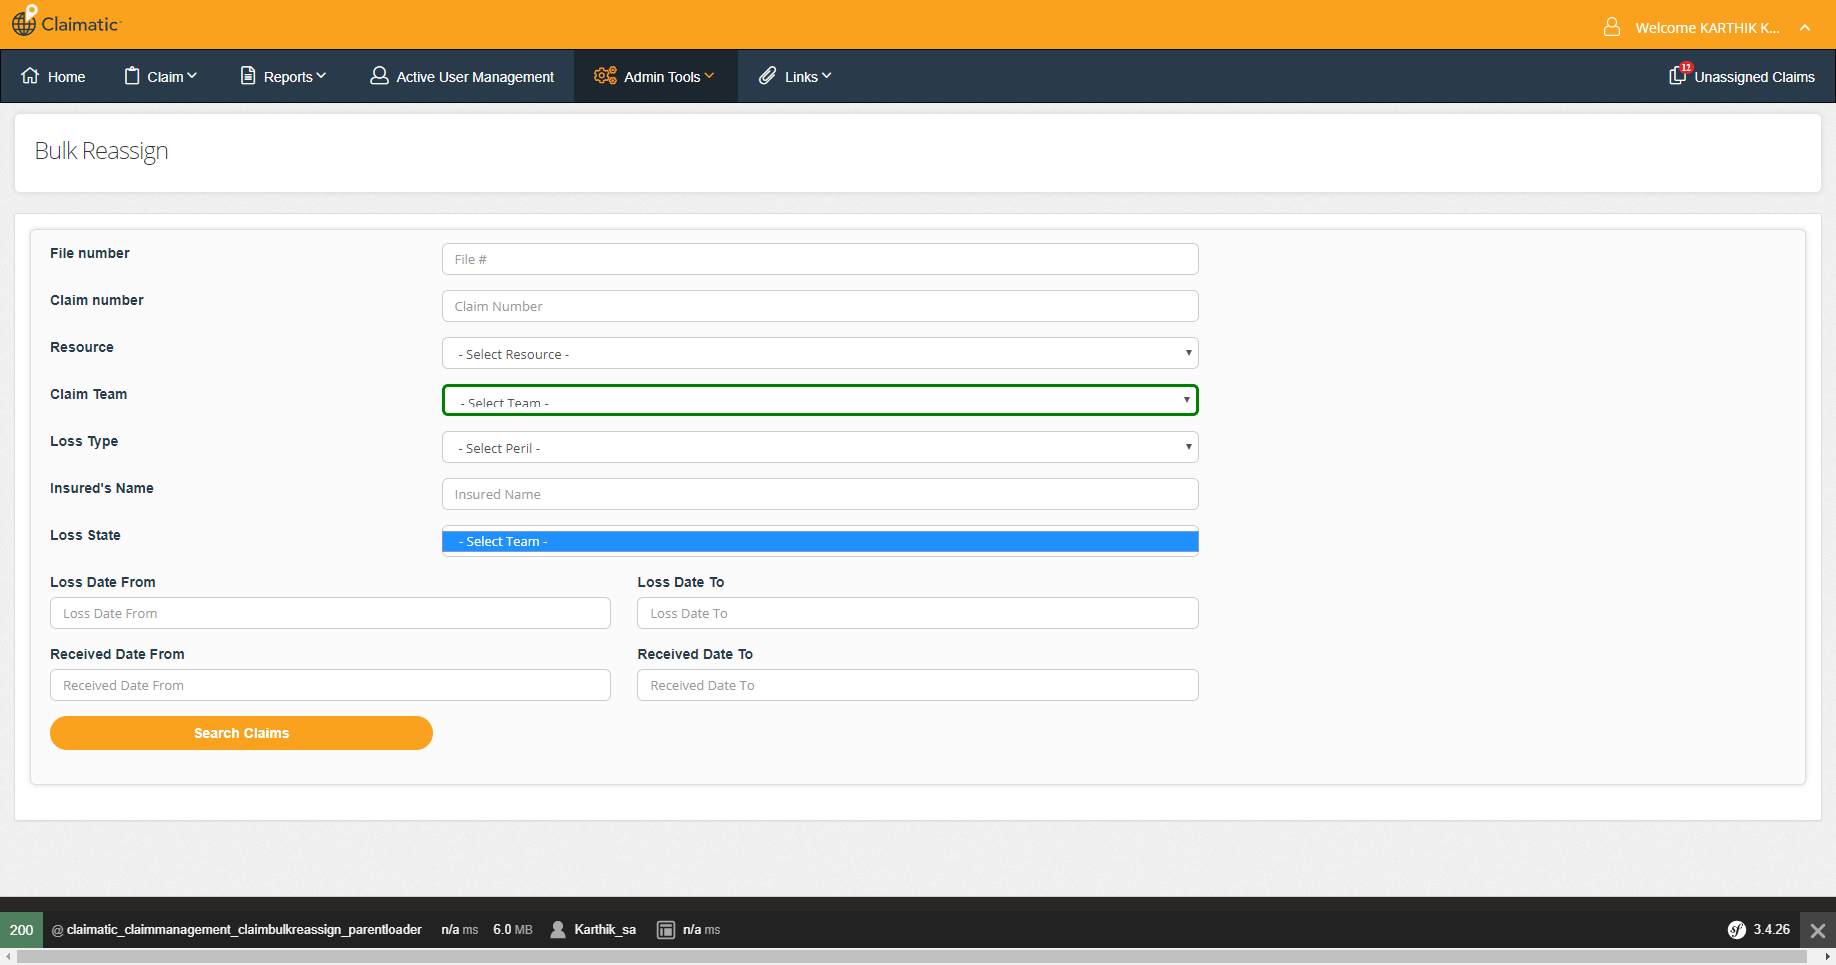 Claimatic
Welcome KARTHIK K...
Home
Claim
Reports
Active User Management
Admin Tools
Links
12
Unassigned Claims
Bulk Reassign
File number
File #
Claim number
Claim Number
Resource
- Select Resource -
Claim Team
- Select Team -
Loss Type
- Select Peril -
Insured's Name
Insured Name
Loss State
- Select Team -
Loss Date From
Loss Date To
Loss Date From
Loss Date To
Received Date From
Received Date To
Received Date From
Received Date To
Search Claims
200
@ claimatic_claimmanagement_claimbulkreassign_parentloader
n/a ms
6.0 MB
Karthik_sa
n/a ms
sf
3.4.26